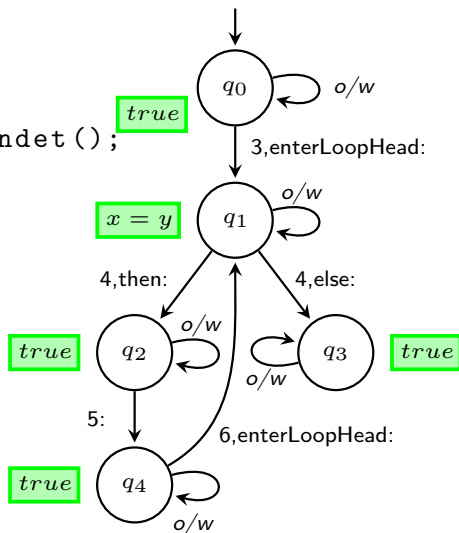 q0
o/w
true
ndet();
3,enterLoopHead:
o/w
x = y
q1
4,then:
4,else:
true
q2
o/w
q3
o/w
true
5:
6,enterLoopHead:
true
q4
o/w